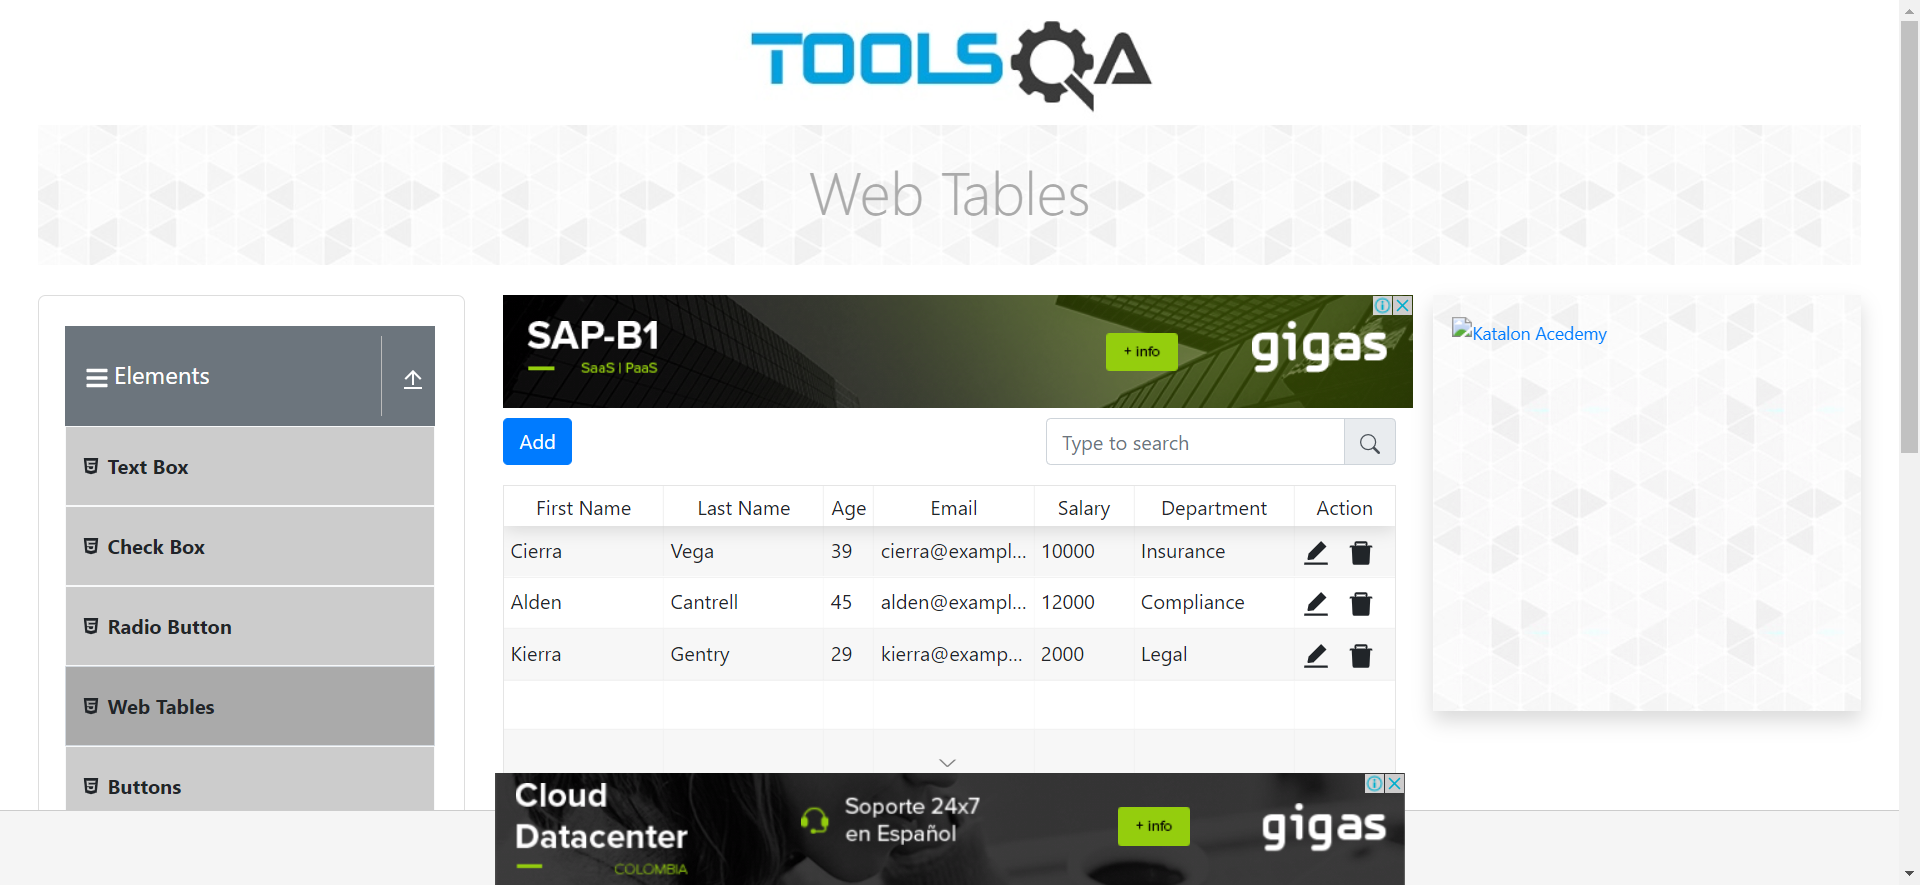 TOOLSQA
Web Tables
Elements
Text Box
Check Box
Radio Button
Web Tables
Buttons
SAP-B1
SaaS | PaaS
+ info
gigas
Add
Type to search
First Name Last Name Age Email Salary Department Action
Cierra Vega 39 cierra@exampl... 10000 Insurance
Alden Cantrell 45 alden@exampl... 12000 Compliance
Kierra Gentry 29 kierra@examp... 2000 Legal
Katalon Acedemy
Cloud
Datacenter
COLOMBIA
Soporte 24x7
en Español
+ info
gigas